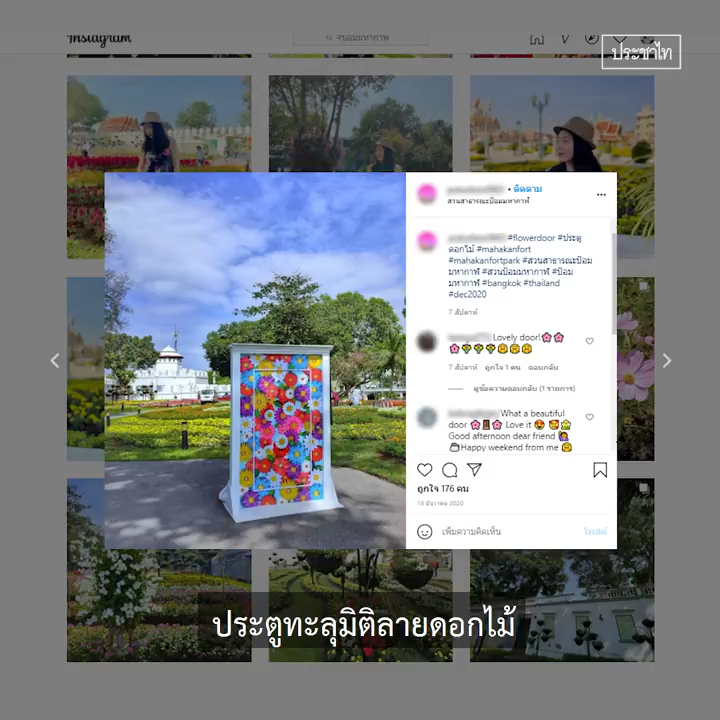 Instagram
#ป้อมมหากาฬ
ประชาไท
• ติดตาม
สวนสาธารณะป้อมมหากาฬ
#flowerdoor #ประตู
ดอกไม้ #mahakanfort
#mahakanfortpark #สวนสาธารณะป้อม
มหากาฬ #สวนป้อมมหากาฬ #ป้อม
มหากาฬ #bangkok #thailand
#dec2020
7 สัปดาห์
Lovely door!🌸🌸
🌸💐💐💐🤗🤗🤗
7 สัปดาห์ ถูกใจ 1 คน ตอบกลับ
ดูข้อความตอบกลับ (1 รายการ)
What a beautiful
door 🌸🚪🌸 Love it 😍
Good afternoon dear friend
Happy weekend from me 🤗
ถูกใจ 176 คน
18 ธันวาคม 2020
เพิ่มความคิดเห็น
โพสต์
ประตูทะลุมิติลายดอกไม้